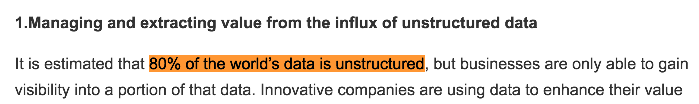 1.Managing and extracting value from the influx of unstructured data
It is estimated that 80% of the world's data is unstructured, but businesses are only able to gain
visibility into a portion of that data. Innovative companies are using data to enhance their value